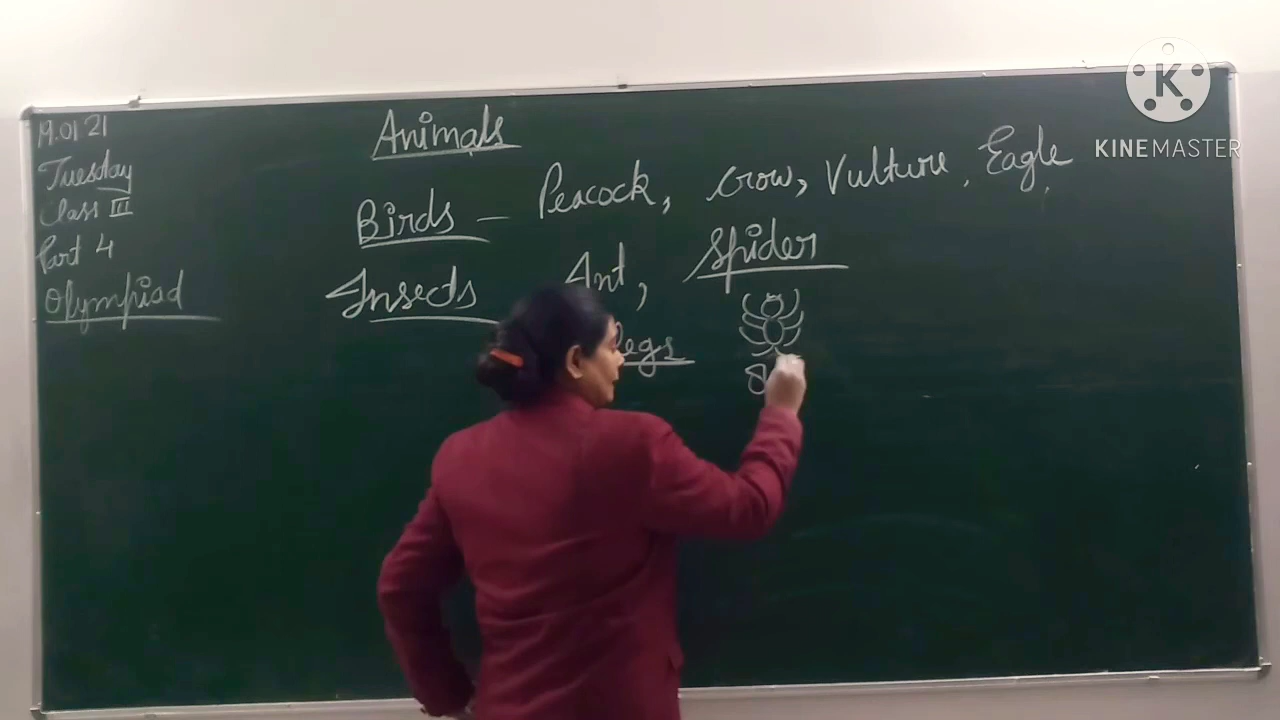 19.01 21
Tuesday
Class III
Part 4
Olympiad
Animals
Birds - Peacock, Crow, Vulture, Eagle,
Insects Ant, Spider
legs
8
K
KINEMASTER